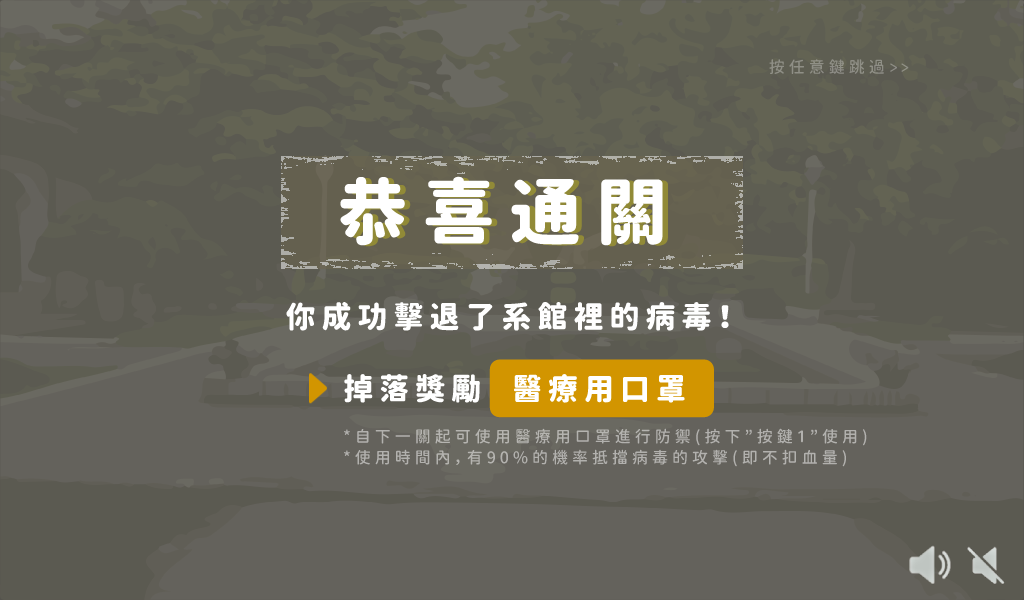 按任意鍵跳過>>
恭喜通關
你成功擊退了系館裡的病毒！
掉落獎勵 醫療用口罩
*自下一關起可使用醫療用口罩進行防禦(按下”按鍵1”使用)
*使用時間內,有90%的機率抵擋病毒的攻擊(即不扣血量)